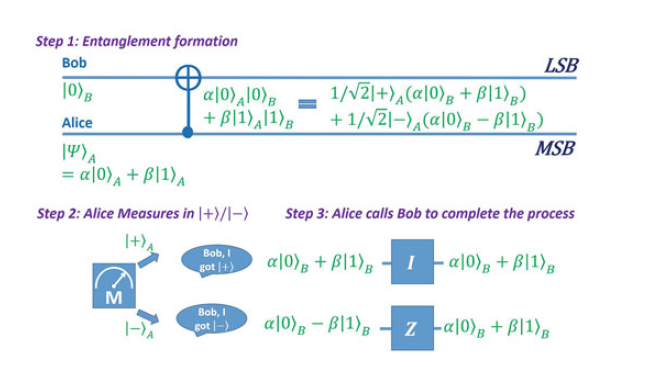 Step 1: Entanglement formation
Bob
LSB
|0⟩_B
α|0⟩_A|0⟩_B = 1/√2|+⟩_A(α|0⟩_B + β|1⟩_B)
+ β|1⟩_A|1⟩_B + 1/√2|−⟩_A(α|0⟩_B − β|1⟩_B)
Alice
MSB
|Ψ⟩_A
= α|0⟩_A + β|1⟩_A
Step 2: Alice Measures in |+⟩/|−⟩
Step 3: Alice calls Bob to complete the process
|+⟩_A
Bob, I
got |+⟩
α|0⟩_B + β|1⟩_B I α|0⟩_B + β|1⟩_B
M
|−⟩_A
Bob, I
got |−⟩
α|0⟩_B − β|1⟩_B Z α|0⟩_B + β|1⟩_B